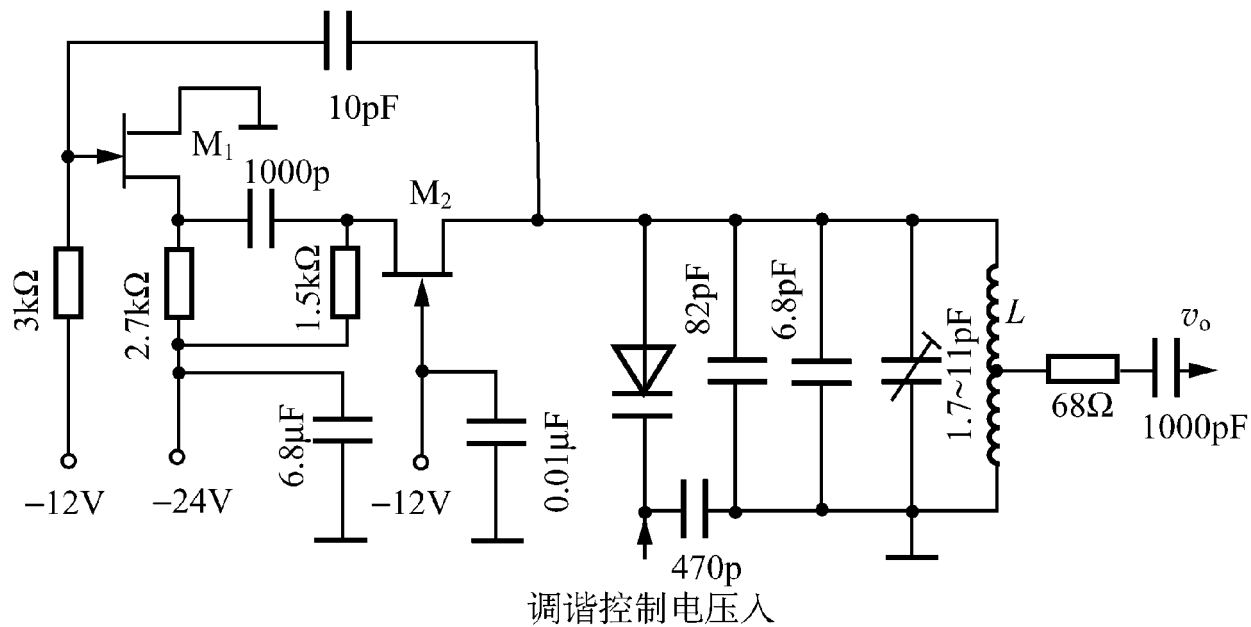 10pF
M₁
1000p
M₂
3kΩ
2.7kΩ
1.5kΩ
82pF
6.8pF
1.7~11pF
L
vₒ
68Ω
1000pF
6.8μF
0.01μF
−12V
−24V
−12V
470p
调谐控制电压入